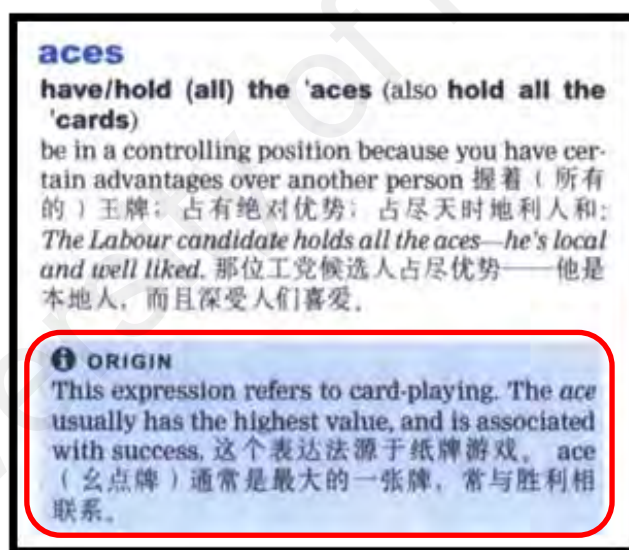 aces
have/hold (all) the 'aces (also hold all the
'cards)
be in a controlling position because you have cer-
tain advantages over another person 握着（所有
的）王牌；占有绝对优势；占尽天时地利人和：
The Labour candidate holds all the aces—he's local
and well liked. 那位工党候选人占尽优势——他是
本地人，而且深受人们喜爱。
ORIGIN
This expression refers to card-playing. The ace
usually has the highest value, and is associated
with success. 这个表达法源于纸牌游戏。 ace
（幺点牌）通常是最大的一张牌，常与胜利相
联系。